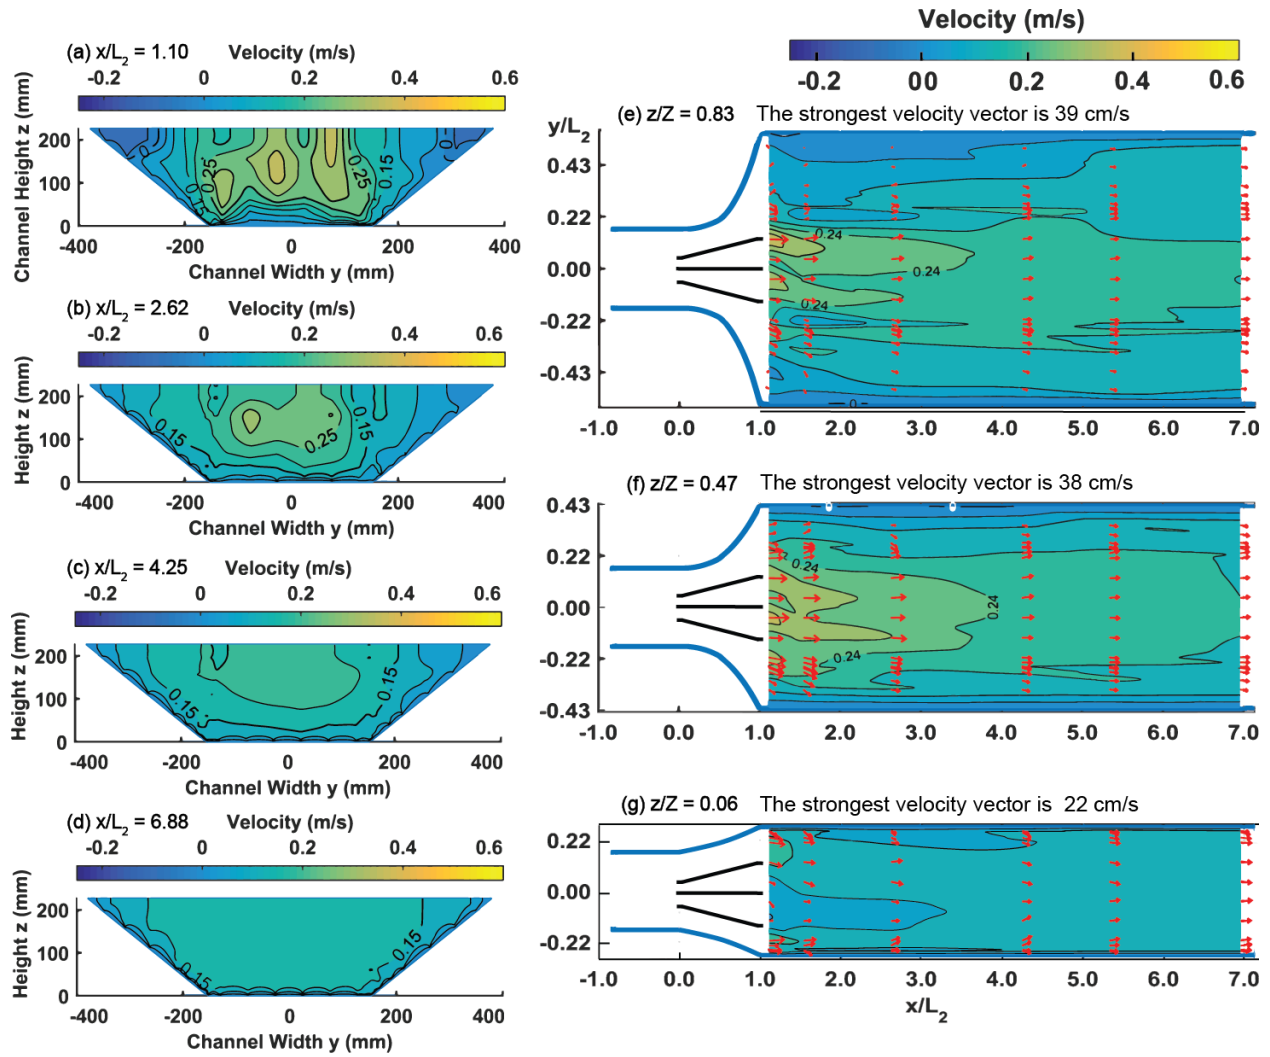 (a) x/L2 = 1.10 Velocity (m/s)
-0.2 0 0.2 0.4 0.6
Channel Height z (mm)
200
100
0
0 0.15 0.25 0.25 0.15 0
-400 -200 0 200 400
Channel Width y (mm)
(b) x/L2 = 2.62 Velocity (m/s)
-0.2 0 0.2 0.4 0.6
Height z (mm)
200
100
0
0.15 0.25 0.15
-400 -200 0 200 400
Channel Width y (mm)
(c) x/L2 = 4.25 Velocity (m/s)
-0.2 0 0.2 0.4 0.6
Height z (mm)
200
100
0
0.15 0.15
-400 -200 0 200 400
Channel Width y (mm)
(d) x/L2 = 6.88 Velocity (m/s)
-0.2 0 0.2 0.4 0.6
Height z (mm)
200
100
0
0.15 0.15
-400 -200 0 200 400
Channel Width y (mm)
Velocity (m/s)
-0.2 0.0 0.2 0.4 0.6
(e) z/Z = 0.83 The strongest velocity vector is 39 cm/s
y/L2
0.43
0.22
0.00
-0.22
-0.43
0.24
0.24
0.24
0
-1.0 0.0 1.0 2.0 3.0 4.0 5.0 6.0 7.0
(f) z/Z = 0.47 The strongest velocity vector is 38 cm/s
0.43
0.22
0.00
-0.22
-0.43
0 0
0.24
0.24
0.24
-1.0 0.0 1.0 2.0 3.0 4.0 5.0 6.0 7.0
(g) z/Z = 0.06 The strongest velocity vector is 22 cm/s
0.22
0.00
-0.22
-1.0 0.0 1.0 2.0 3.0 4.0 5.0 6.0 7.0
x/L2